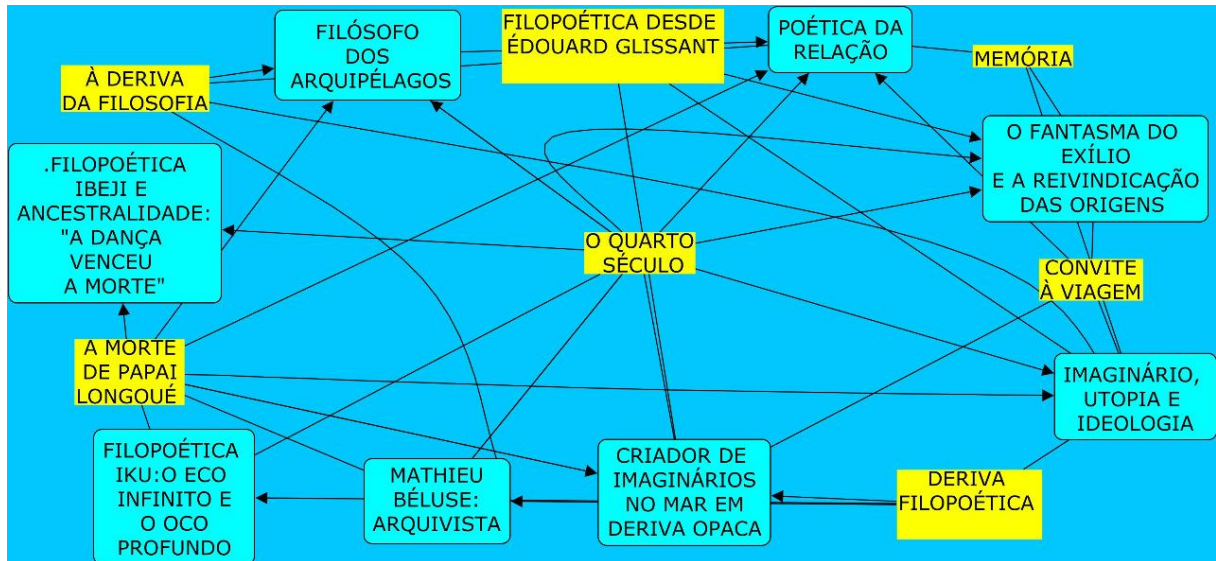 FILÓSOFO
DOS
ARQUIPÉLAGOS
FILOPOÉTICA DESDE
ÉDOUARD GLISSANT
POÉTICA DA
RELAÇÃO
MEMÓRIA
À DERIVA
DA FILOSOFIA
O FANTASMA DO
EXÍLIO
E A REIVINDICAÇÃO
DAS ORIGENS
.FILOPOÉTICA
IBEJI E
ANCESTRALIDADE:
"A DANÇA
VENCEU
A MORTE"
O QUARTO
SÉCULO
CONVITE
À VIAGEM
A MORTE
DE PAPAI
LONGOUÉ
IMAGINÁRIO,
UTOPIA E
IDEOLOGIA
FILOPOÉTICA
IKU:O ECO
INFINITO E
O OCO
PROFUNDO
MATHIEU
BÉLUSE:
ARQUIVISTA
CRIADOR DE
IMAGINÁRIOS
NO MAR EM
DERIVA OPACA
DERIVA
FILOPOÉTICA